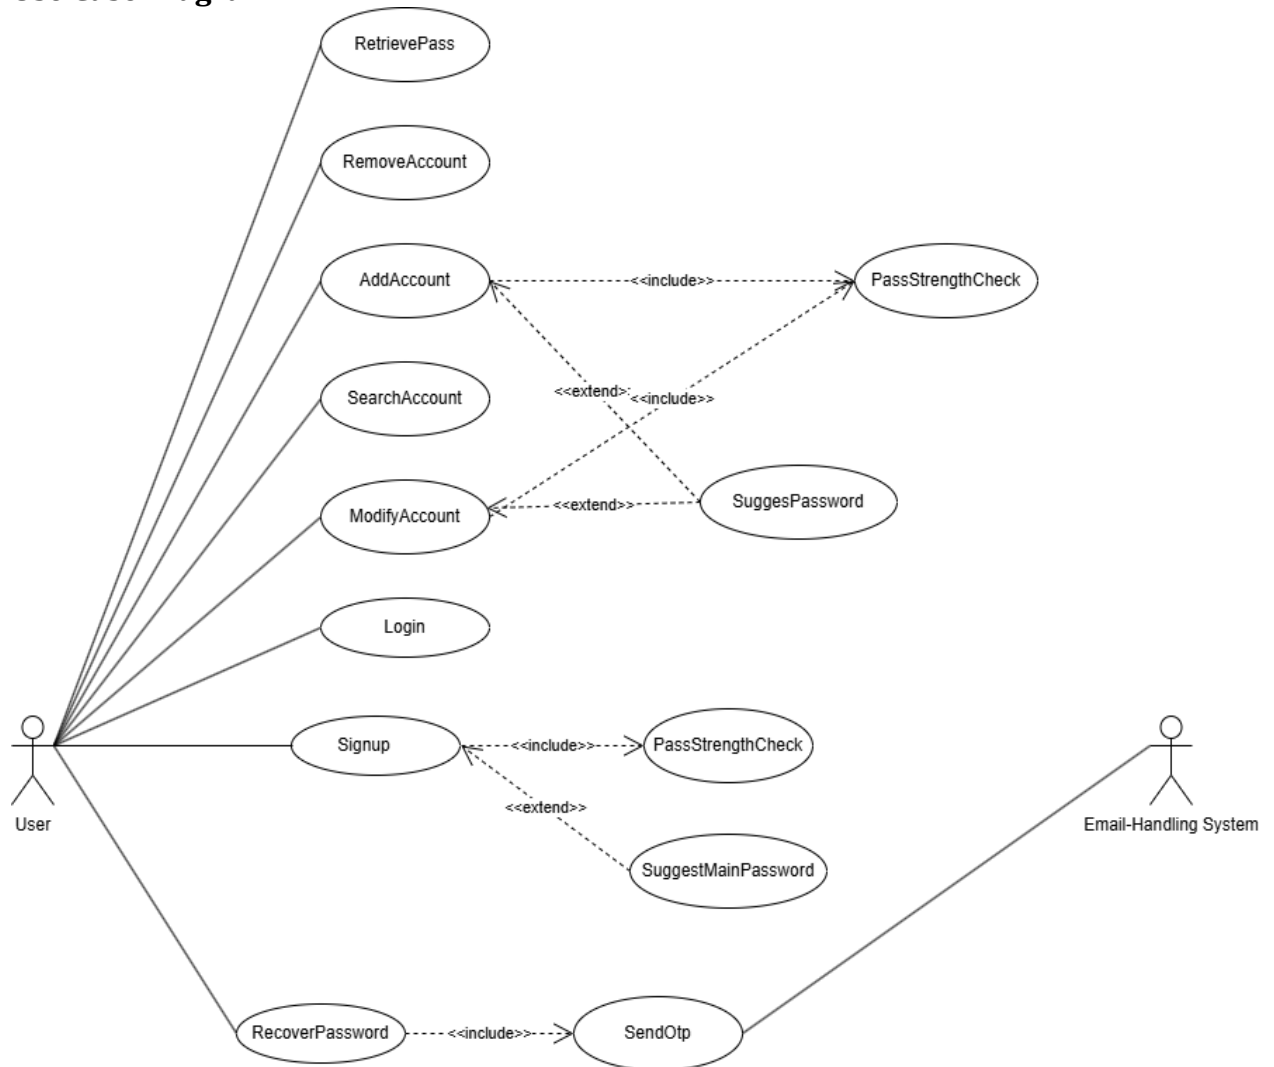 RetrievePass
RemoveAccount
AddAccount
<<include>>
PassStrengthCheck
SearchAccount
<<extend>
<<include>>
ModifyAccount
<<extend>>
SuggesPassword
Login
Signup
<<include>>
PassStrengthCheck
User
<<extend>>
Email-Handling System
SuggestMainPassword
RecoverPassword
<<include>>
SendOtp